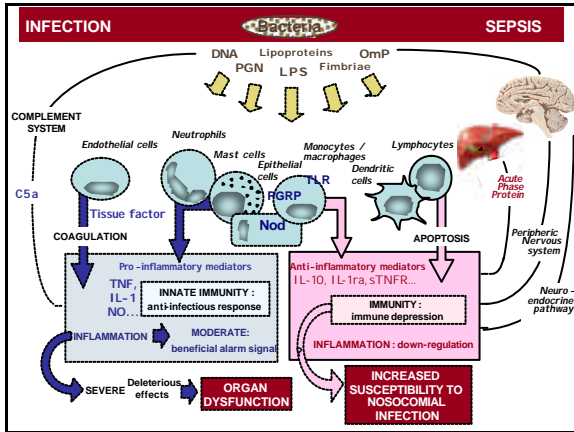 INFECTION
Bacteria
SEPSIS
DNA
Lipoproteins
OmP
PGN
LPS
Fimbriae
COMPLEMENT
SYSTEM
Endothelial cells
Neutrophils
Mast cells
Epithelial
cells
Monocytes /
macrophages
Lymphocytes
Dendritic
cells
TLR
PGRP
Nod
C5a
Tissue factor
COAGULATION
APOPTOSIS
Acute
Phase
Protein
Peripheric
Nervous
system
Neuro -
endocrine
pathway
Pro -inflammatory mediators
TNF,
IL-1
NO...
INNATE IMMUNITY :
anti-infectious response
INFLAMMATION
MODERATE:
beneficial alarm signal
Anti-inflammatory mediators
IL-10, IL-1ra, sTNFR...
IMMUNITY :
immune depression
INFLAMMATION : down-regulation
SEVERE
Deleterious
effects
ORGAN
DYSFUNCTION
INCREASED
SUSCEPTIBILITY TO
NOSOCOMIAL
INFECTION